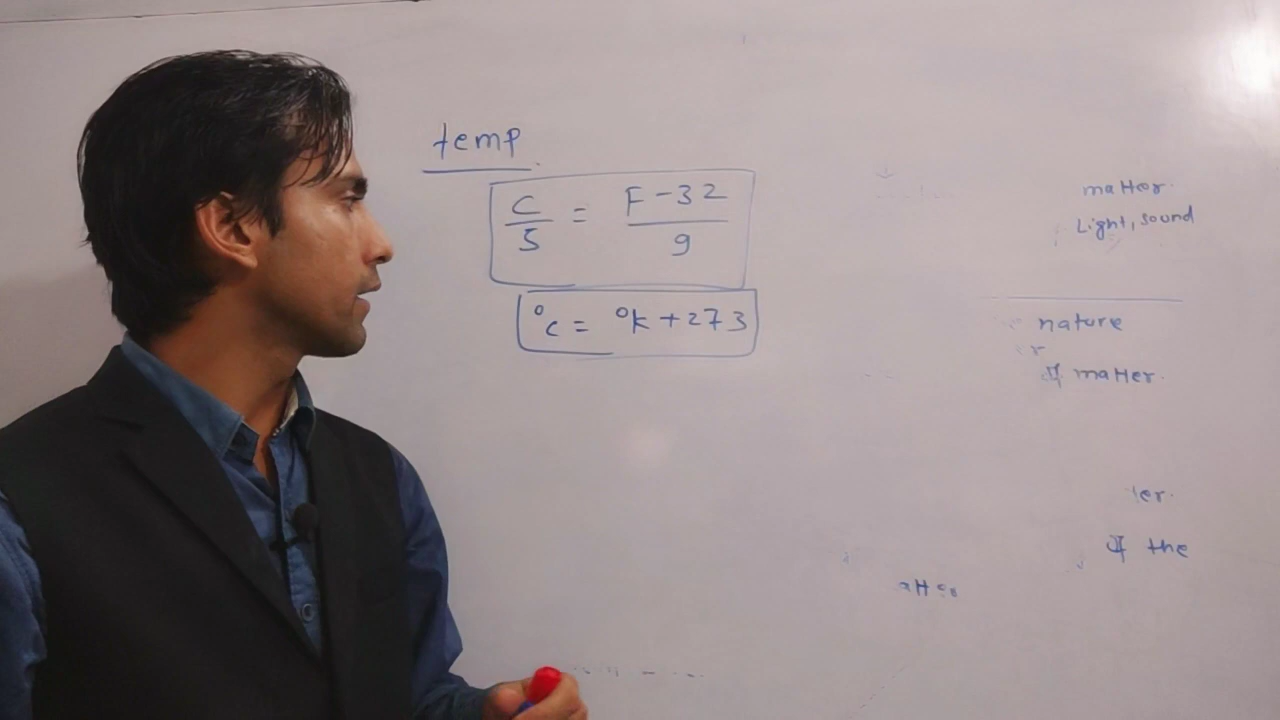 temp
C/5 = F-32/9
°c = °k + 273
matter
Light, sound
nature
of matter.
of the